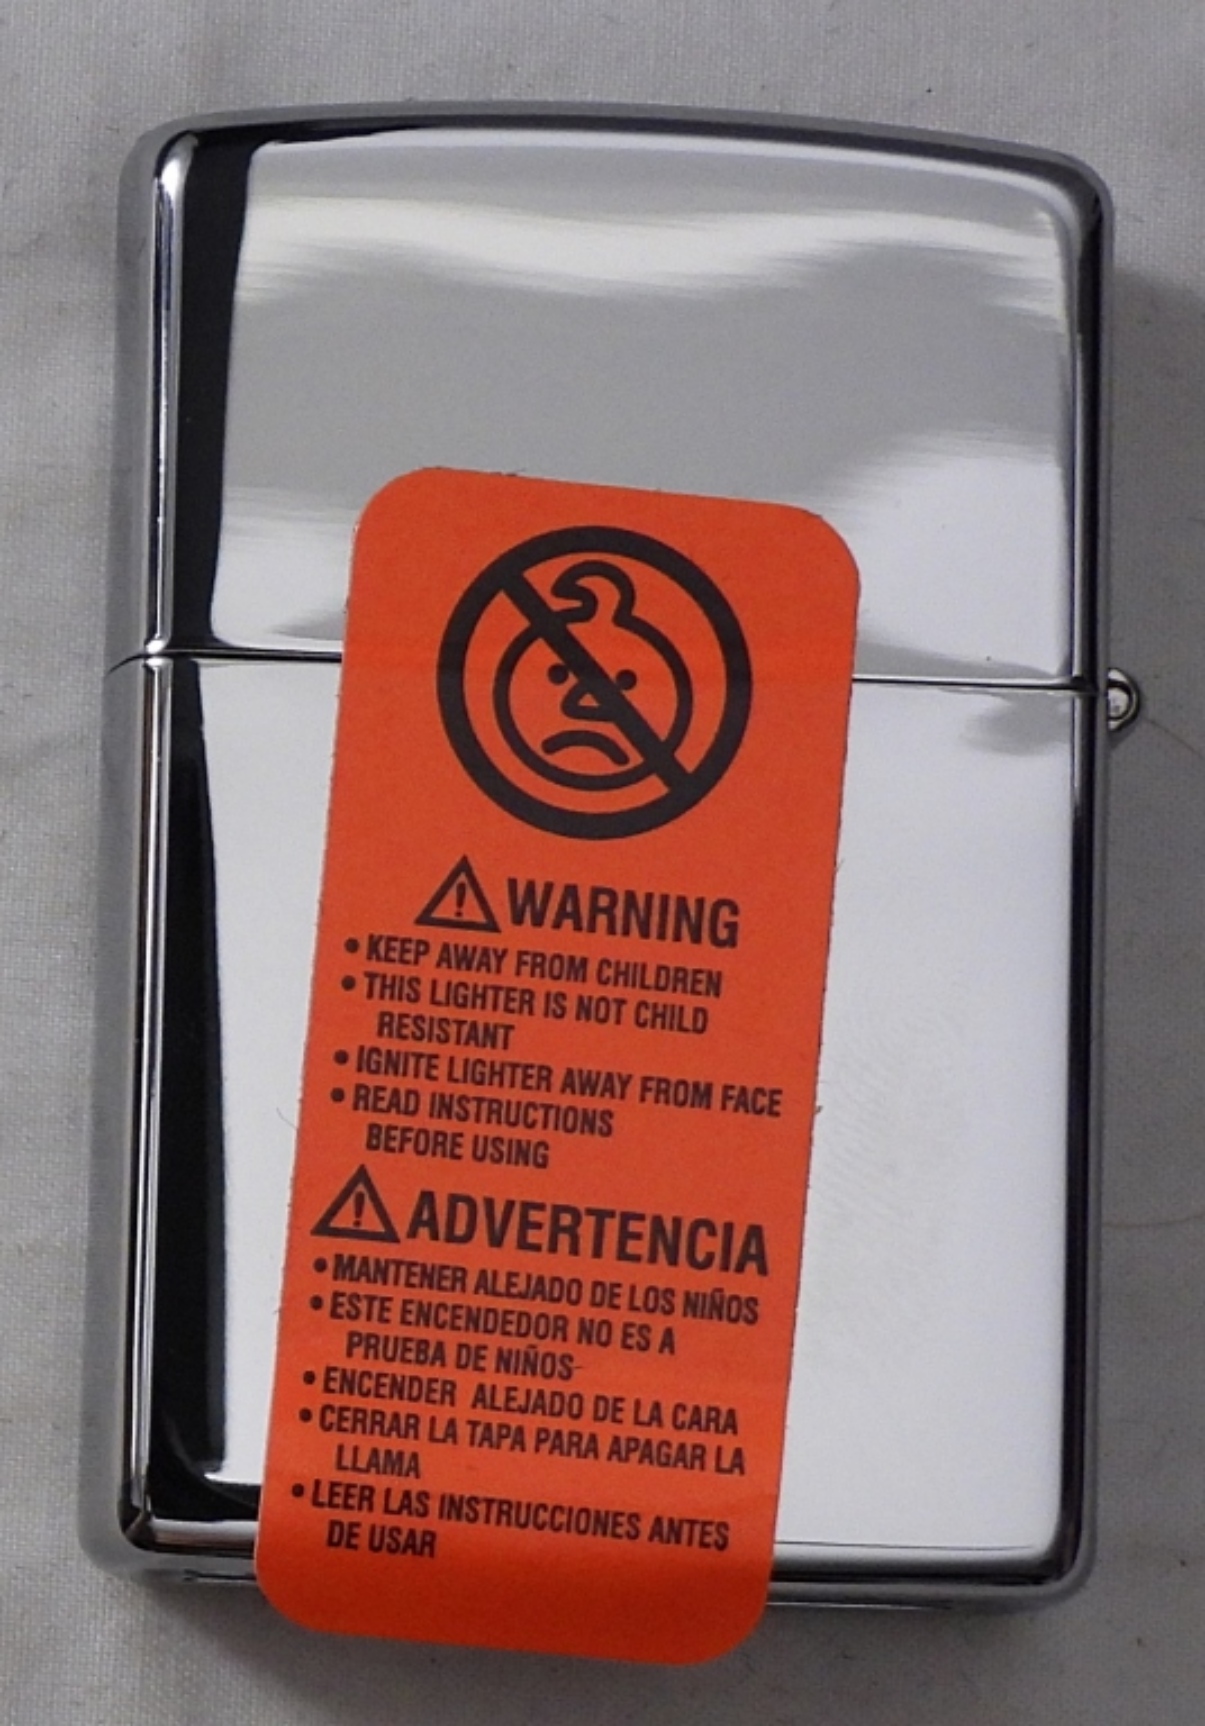 WARNING
• KEEP AWAY FROM CHILDREN
• THIS LIGHTER IS NOT CHILD
RESISTANT
• IGNITE LIGHTER AWAY FROM FACE
• READ INSTRUCTIONS
BEFORE USING
ADVERTENCIA
• MANTENER ALEJADO DE LOS NIÑOS
• ESTE ENCENDEDOR NO ES A
PRUEBA DE NIÑOS
• ENCENDER ALEJADO DE LA CARA
• CERRAR LA TAPA PARA APAGAR LA
LLAMA
• LEER LAS INSTRUCCIONES ANTES
DE USAR